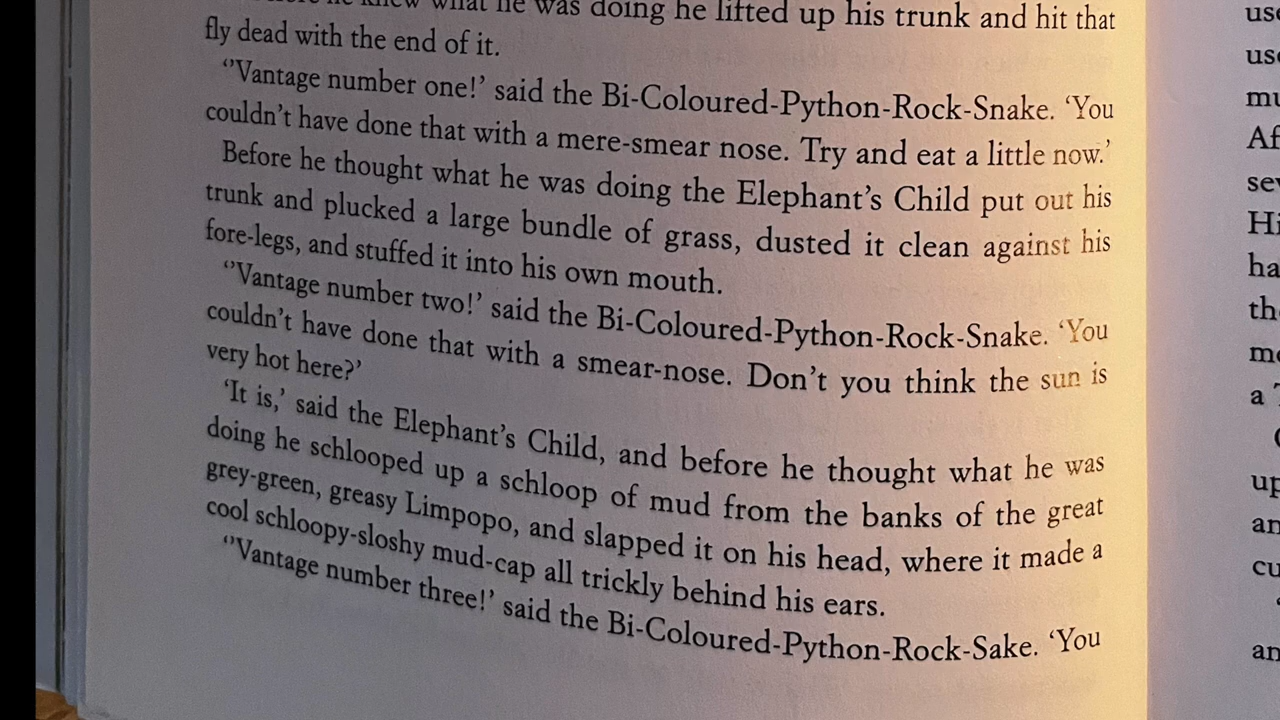 knew what he was doing he lifted up his trunk and hit that
fly dead with the end of it.
‘’Vantage number one!’ said the Bi-Coloured-Python-Rock-Snake. ‘You
couldn’t have done that with a mere-smear nose. Try and eat a little now.’
Before he thought what he was doing the Elephant’s Child put out his
trunk and plucked a large bundle of grass, dusted it clean against his
fore-legs, and stuffed it into his own mouth.
‘’Vantage number two!’ said the Bi-Coloured-Python-Rock-Snake. ‘You
couldn’t have done that with a smear-nose. Don’t you think the sun is
very hot here?’
‘It is,’ said the Elephant’s Child, and before he thought what he was
doing he schlooped up a schloop of mud from the banks of the great
grey-green, greasy Limpopo, and slapped it on his head, where it made a
cool schloopy-sloshy mud-cap all trickly behind his ears.
‘’Vantage number three!’ said the Bi-Coloured-Python-Rock-Sake. ‘You
a